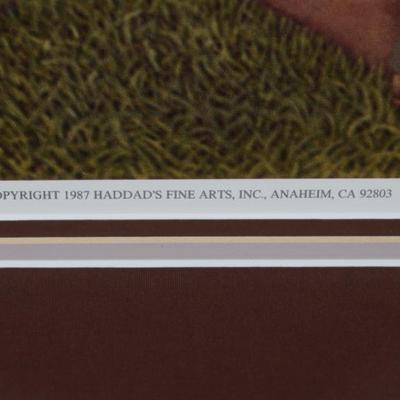 OPYRIGHT 1987 HADDAD'S FINE ARTS, INC., ANAHEIM, CA 92803